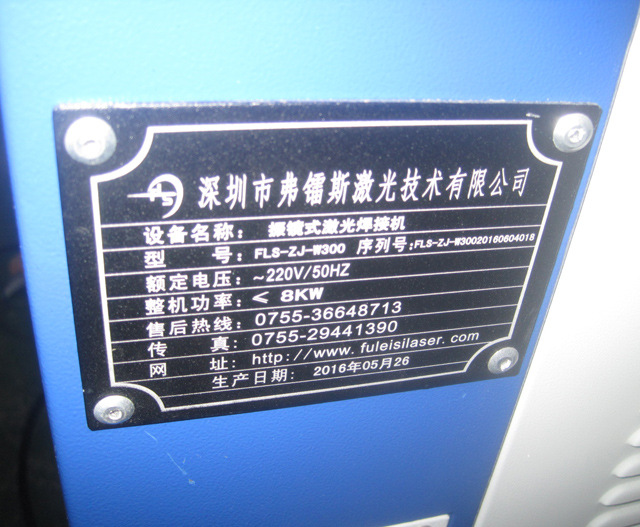 深圳市弗镭斯激光技术有限公司
设备名称: 振镜式激光焊接机
型 号: FLS-ZJ-W300 序列号: FLS-ZJ-W30020160604018
额定电压: ~220V/50HZ
整机功率: < 8KW
售后热线: 0755-36648713
传 真: 0755-29441390
网 址: http://www.fuleisilaser.com
生产日期: 2016年05月26